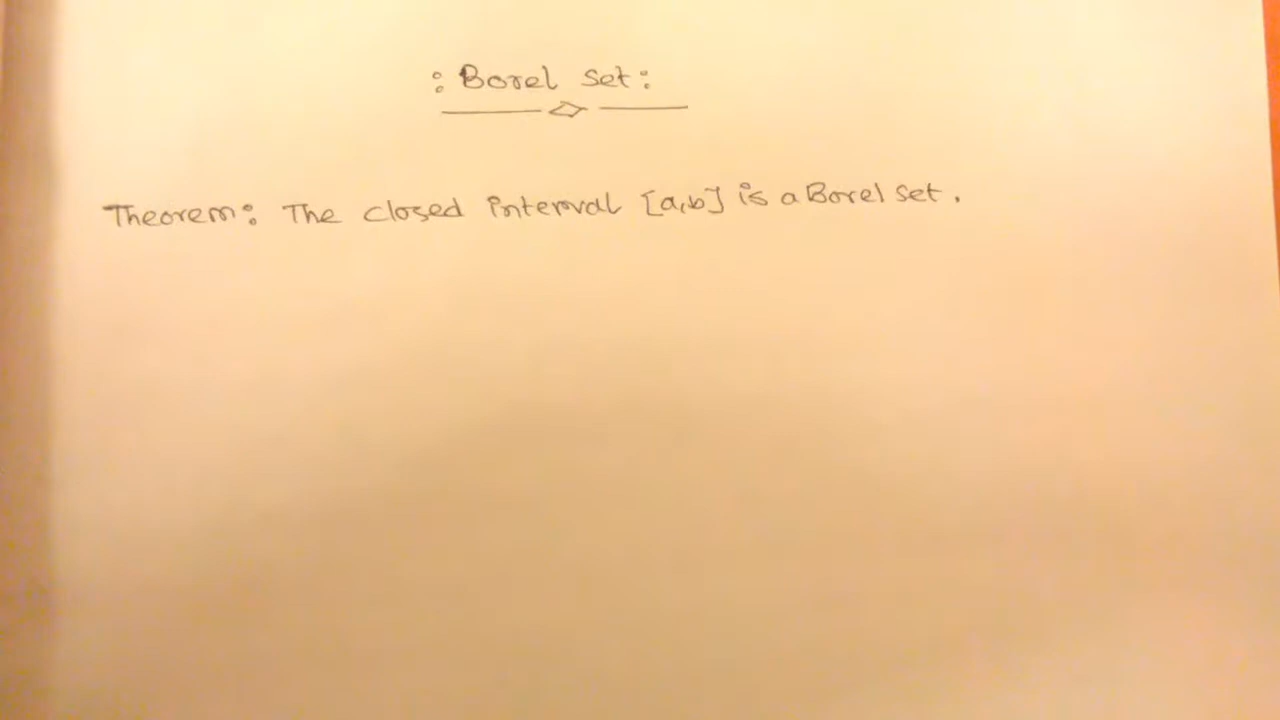 : Borel Set :
Theorem : The closed interval [a,b] is a Borel set .